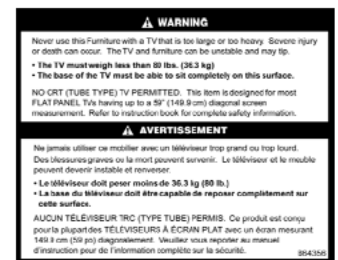 ⚠ WARNING
Never use this Furniture with a TV that is too large or too heavy. Severe injury
or death can occur. The TV and furniture can be unstable and may tip.
• The TV must weigh less than 80 lbs. (36.3 kg)
• The base of the TV must be able to sit completely on this surface.
NO CRT (TUBE TYPE) TV PERMITTED. This item is designed for most
FLAT PANEL TVs having up to a 59" (149.9 cm) diagonal screen
measurement. Refer to instruction book for complete safety information.
⚠ AVERTISSEMENT
Ne jamais utiliser ce mobilier avec un téléviseur trop grand ou trop lourd.
Des blessures graves ou la mort peuvent survenir. Le téléviseur et le meuble
peuvent devenir instable et renverser.
• Le téléviseur doit peser moins de 36.3 kg (80 lb.)
• La base du téléviseur doit être capable de reposer complètement sur
cette surface.
AUCUN TÉLÉVISEUR TRC (TYPE TUBE) PERMIS. Ce produit est conçu
pour la plupart des TÉLÉVISEURS À ÉCRAN PLAT avec un écran mesurant
149.9 cm (59 po) diagonalement. Veuillez vous reporter au manuel
d'instruction pour de l'information complète sur la sécurité.
864356